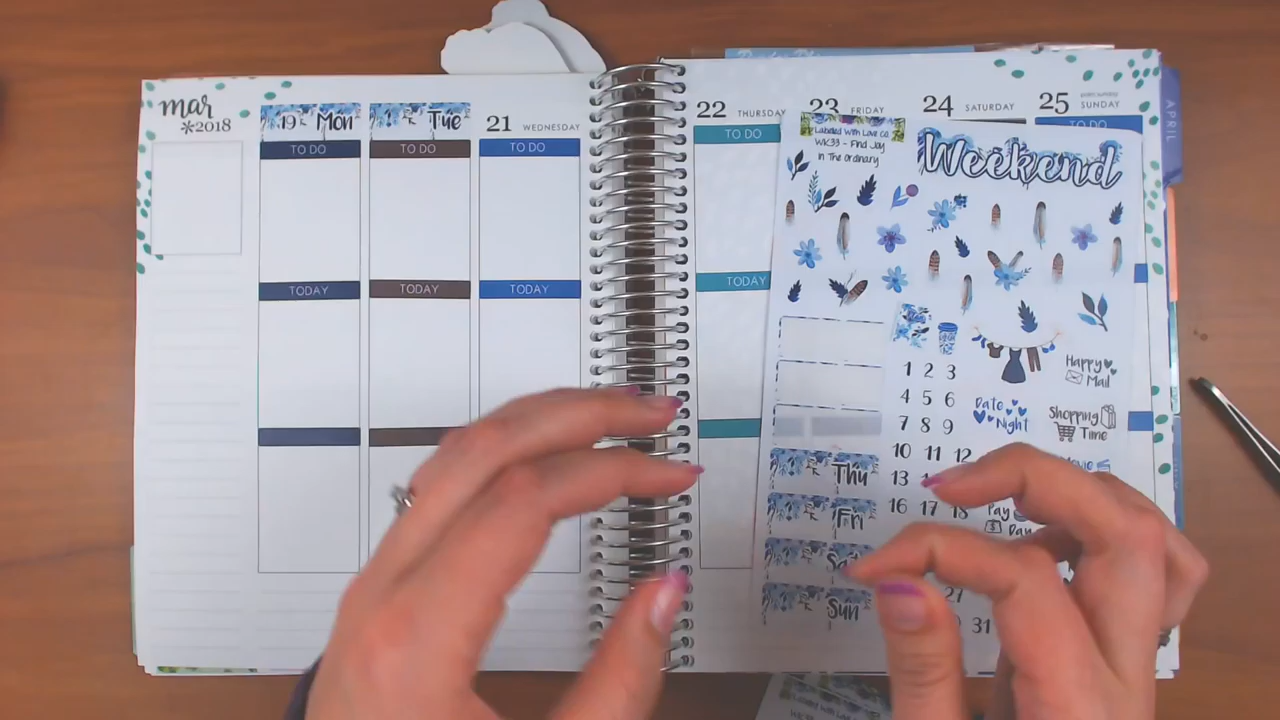 mar
*2018
19 Mon
Tue
21 WEDNESDAY
22 THURSDAY
23 FRIDAY
24 SATURDAY
25 SUNDAY
APRIL
TO DO
TO DO
TO DO
TO DO
TO DO
TODAY
TODAY
TODAY
TODAY
Labelled With Love Co
WK33 - Find Joy
In The Ordinary
Weekend
1 2 3
4 5 6
7 8 9
10 11 12
13
16 17 18
27
31
Happy
Mail
Date
Night
Shopping
Time
Pay
Day
Thu
Fri
Sun